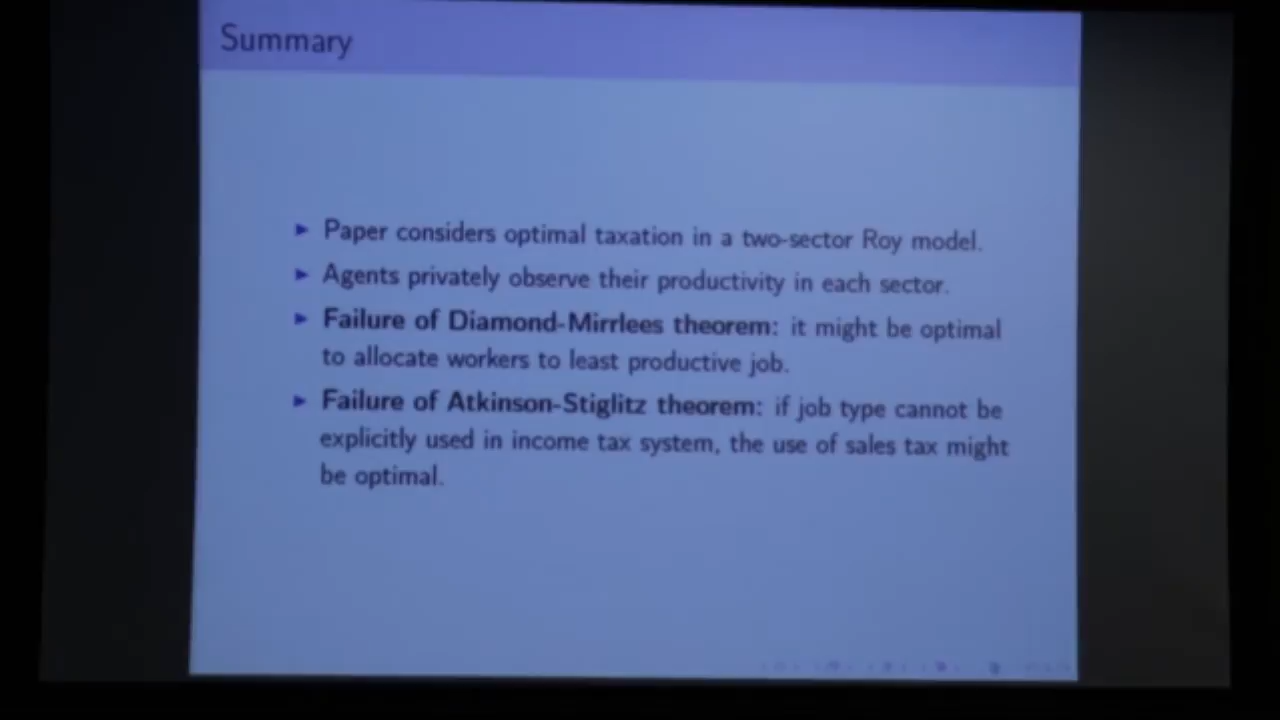 Summary
Paper considers optimal taxation in a two-sector Roy model.
Agents privately observe their productivity in each sector.
Failure of Diamond-Mirrlees theorem: it might be optimal
to allocate workers to least productive job.
Failure of Atkinson-Stiglitz theorem: if job type cannot be
explicitly used in income tax system, the use of sales tax might
be optimal.